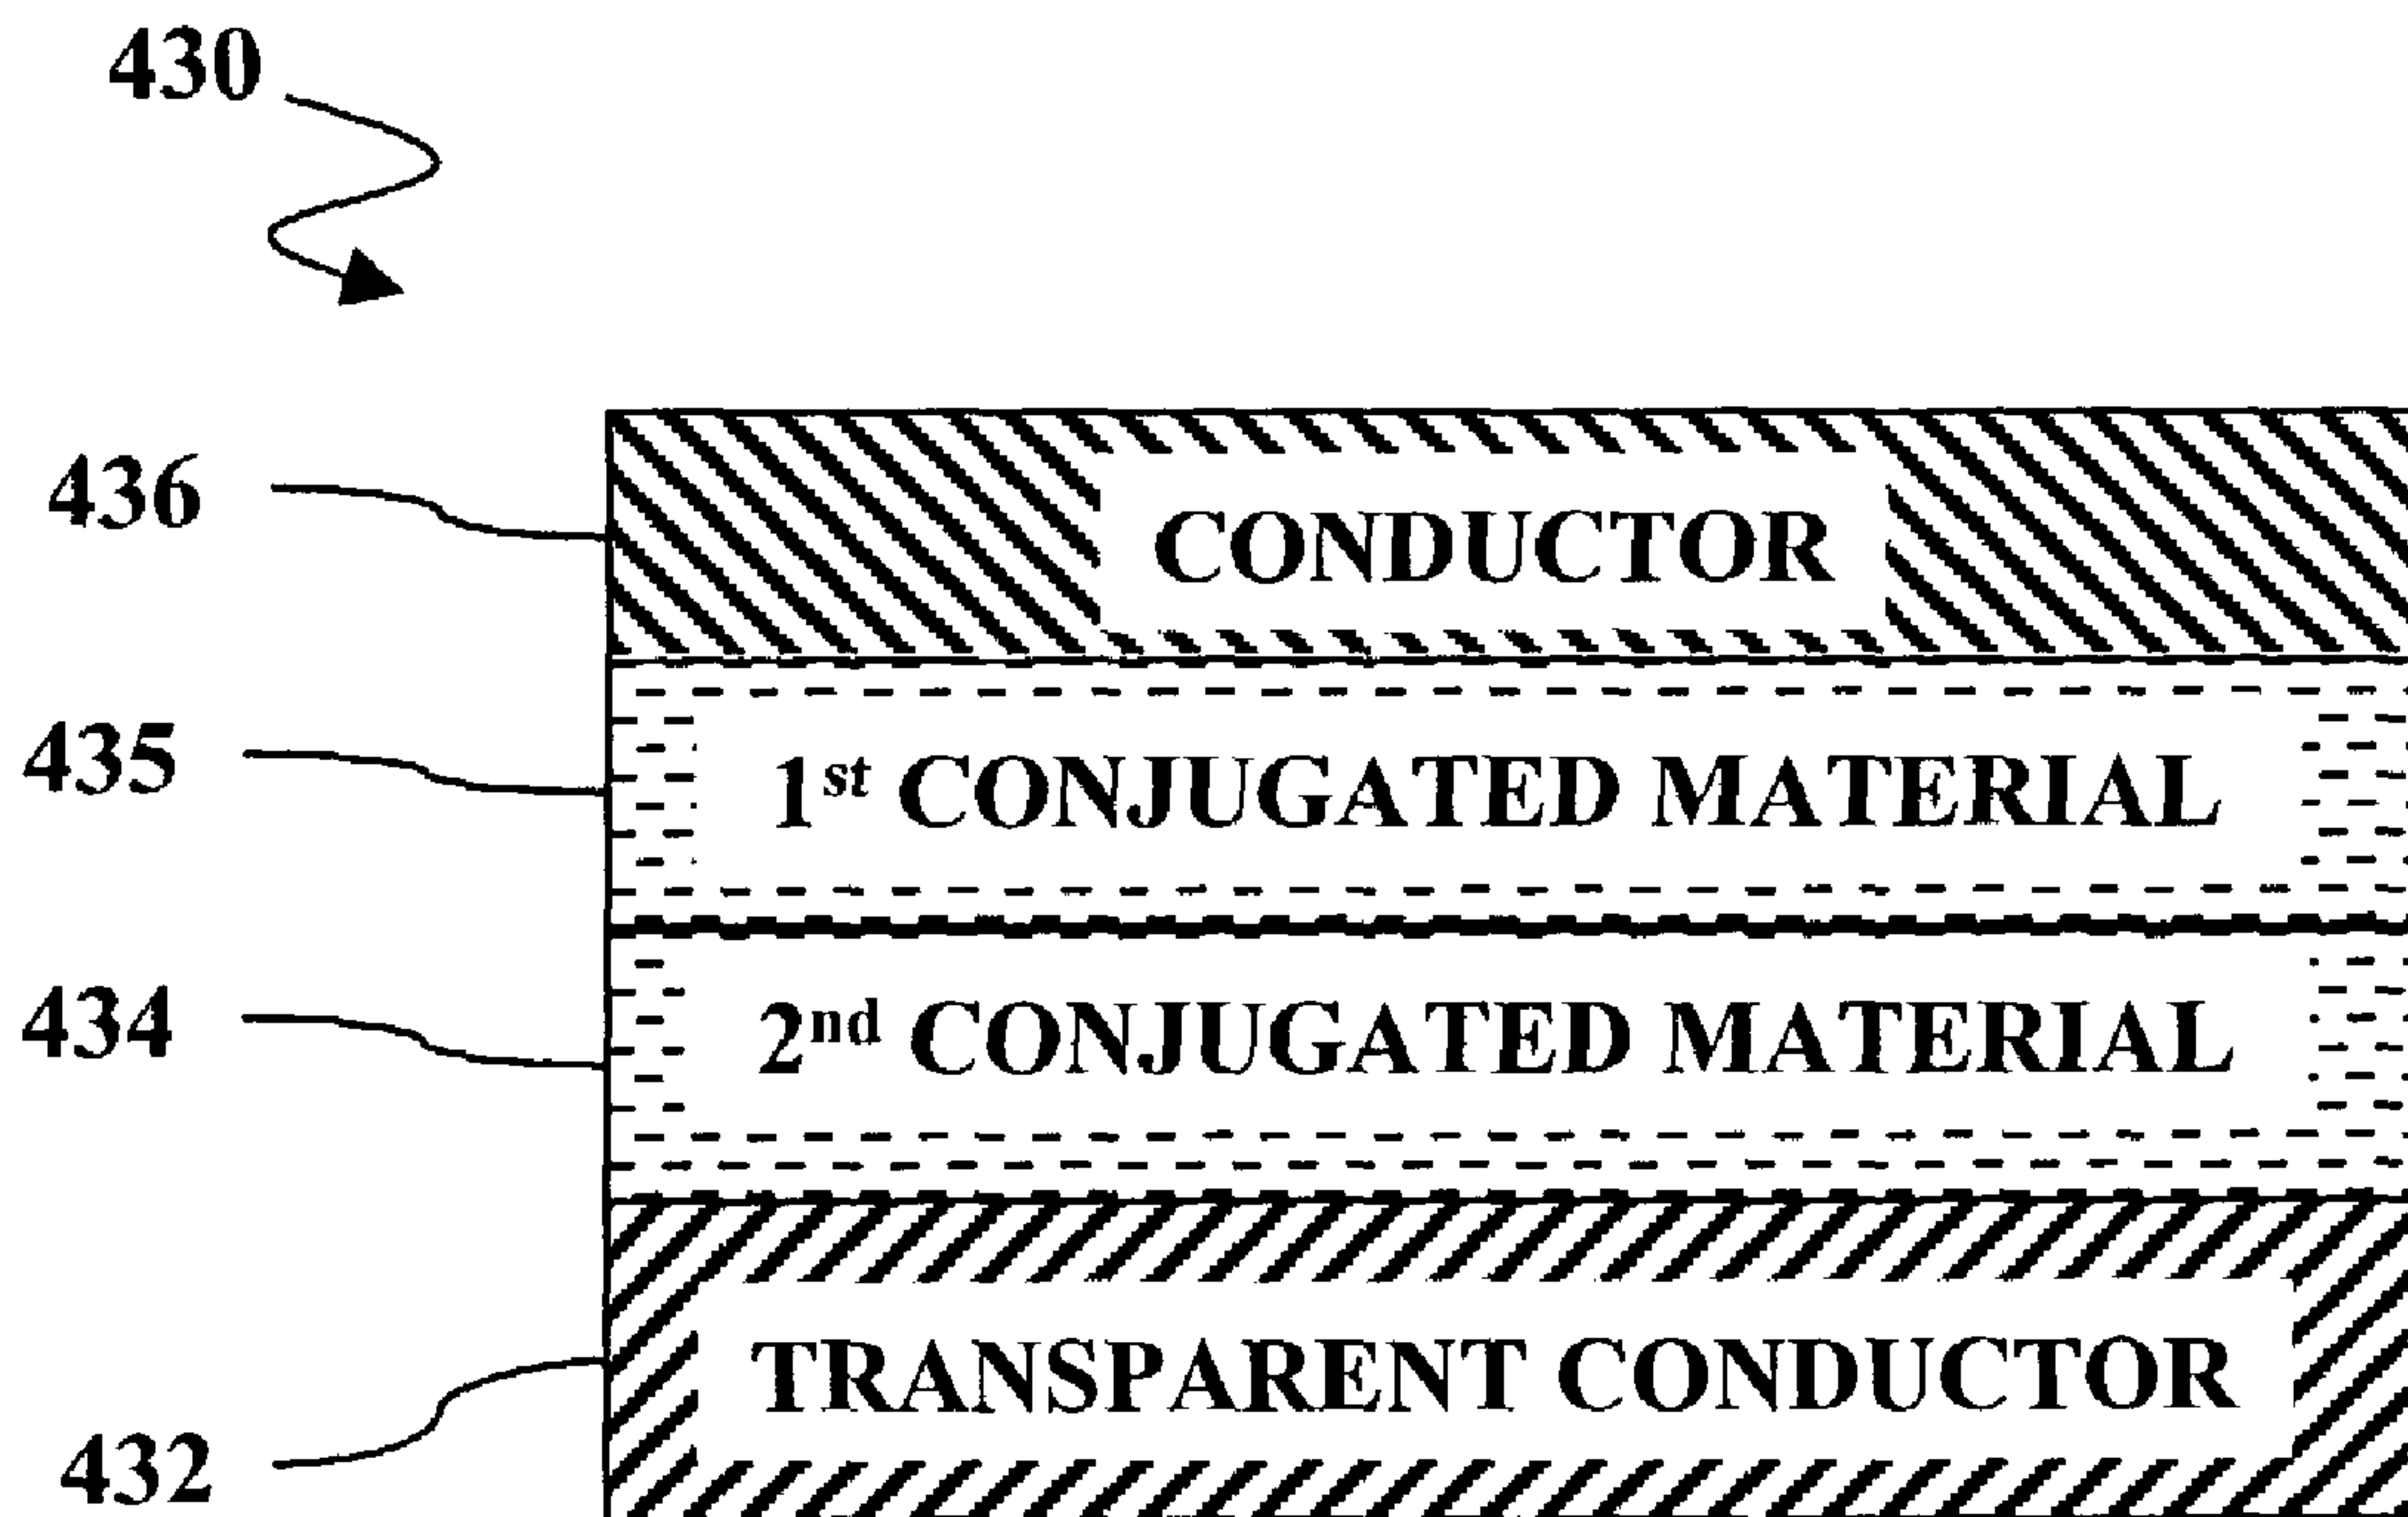 430
436
CONDUCTOR
435
1st CONJUGATED MATERIAL
434
2nd CONJUGATED MATERIAL
TRANSPARENT CONDUCTOR
432